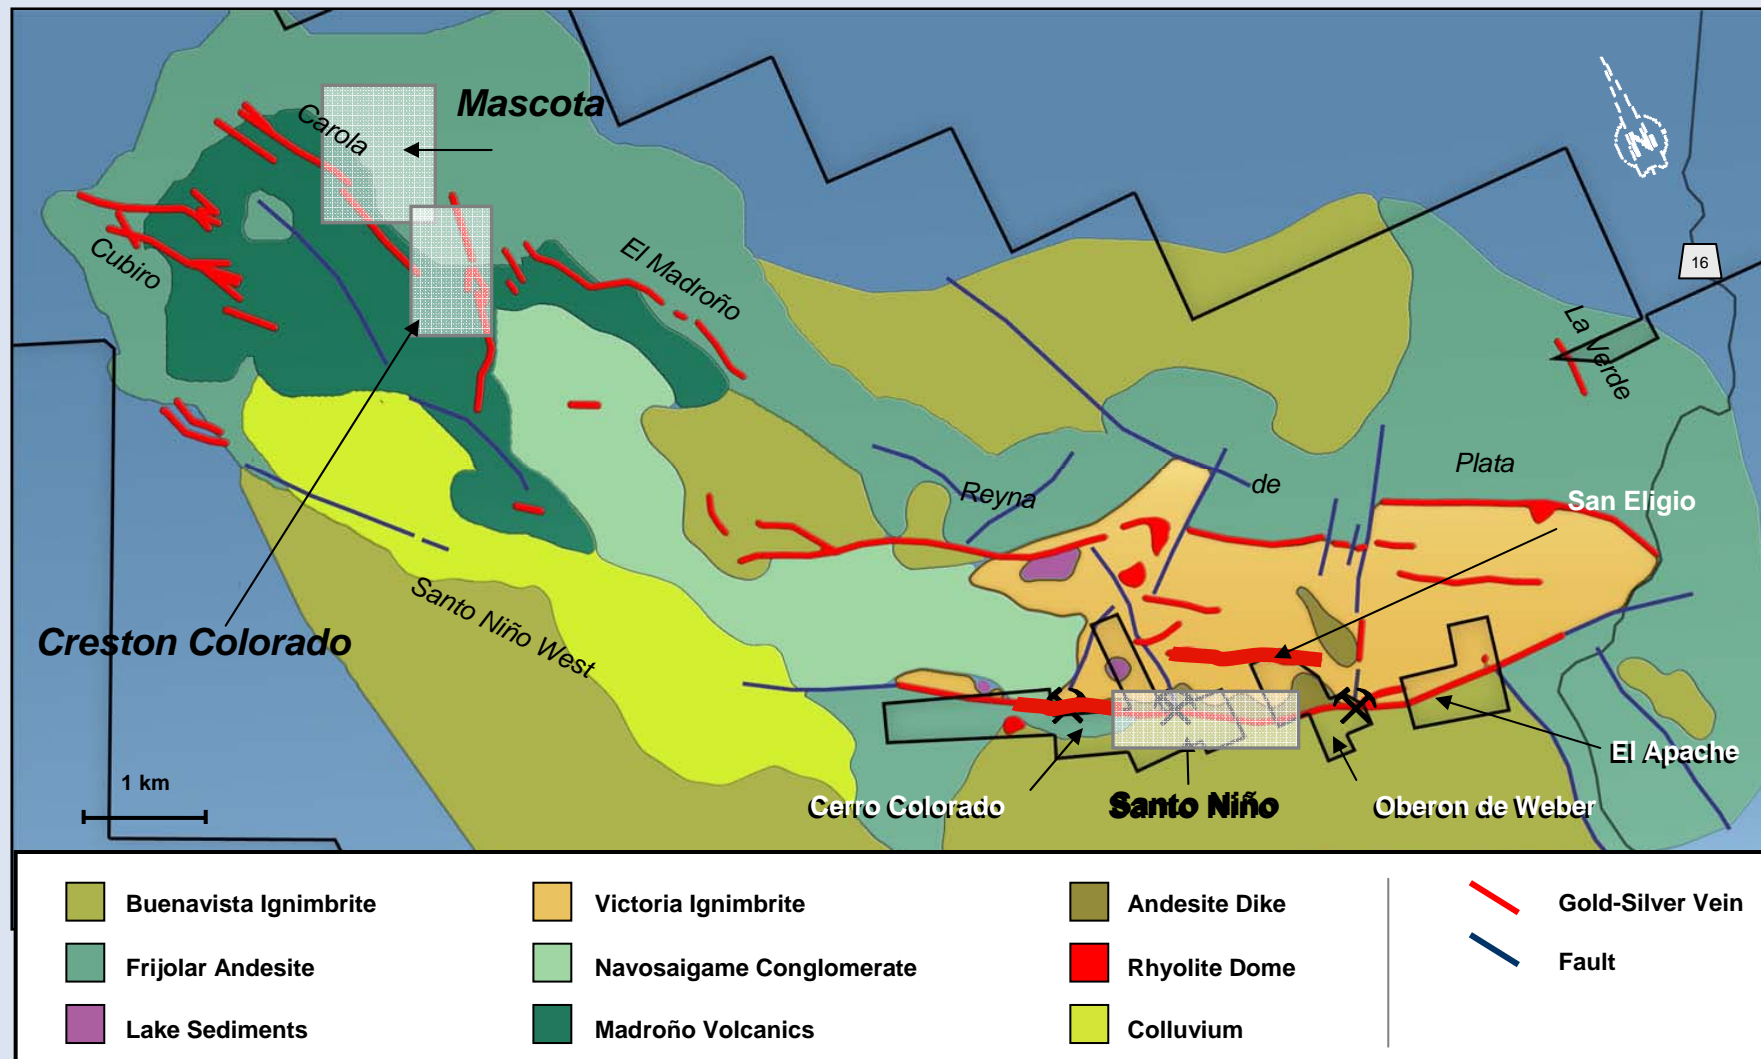 Mascota
Carola
N
El Madroño
Cubiro
16
La Verde
Plata
Reyna
de
San Eligio
Santo Niño West
Creston Colorado
El Apache
1 km
Cerro Colorado
Santo Niño
Oberon de Weber
Buenavista Ignimbrite
Victoria Ignimbrite
Andesite Dike
Gold-Silver Vein
Frijolar Andesite
Navosaigame Conglomerate
Rhyolite Dome
Fault
Lake Sediments
Madroño Volcanics
Colluvium